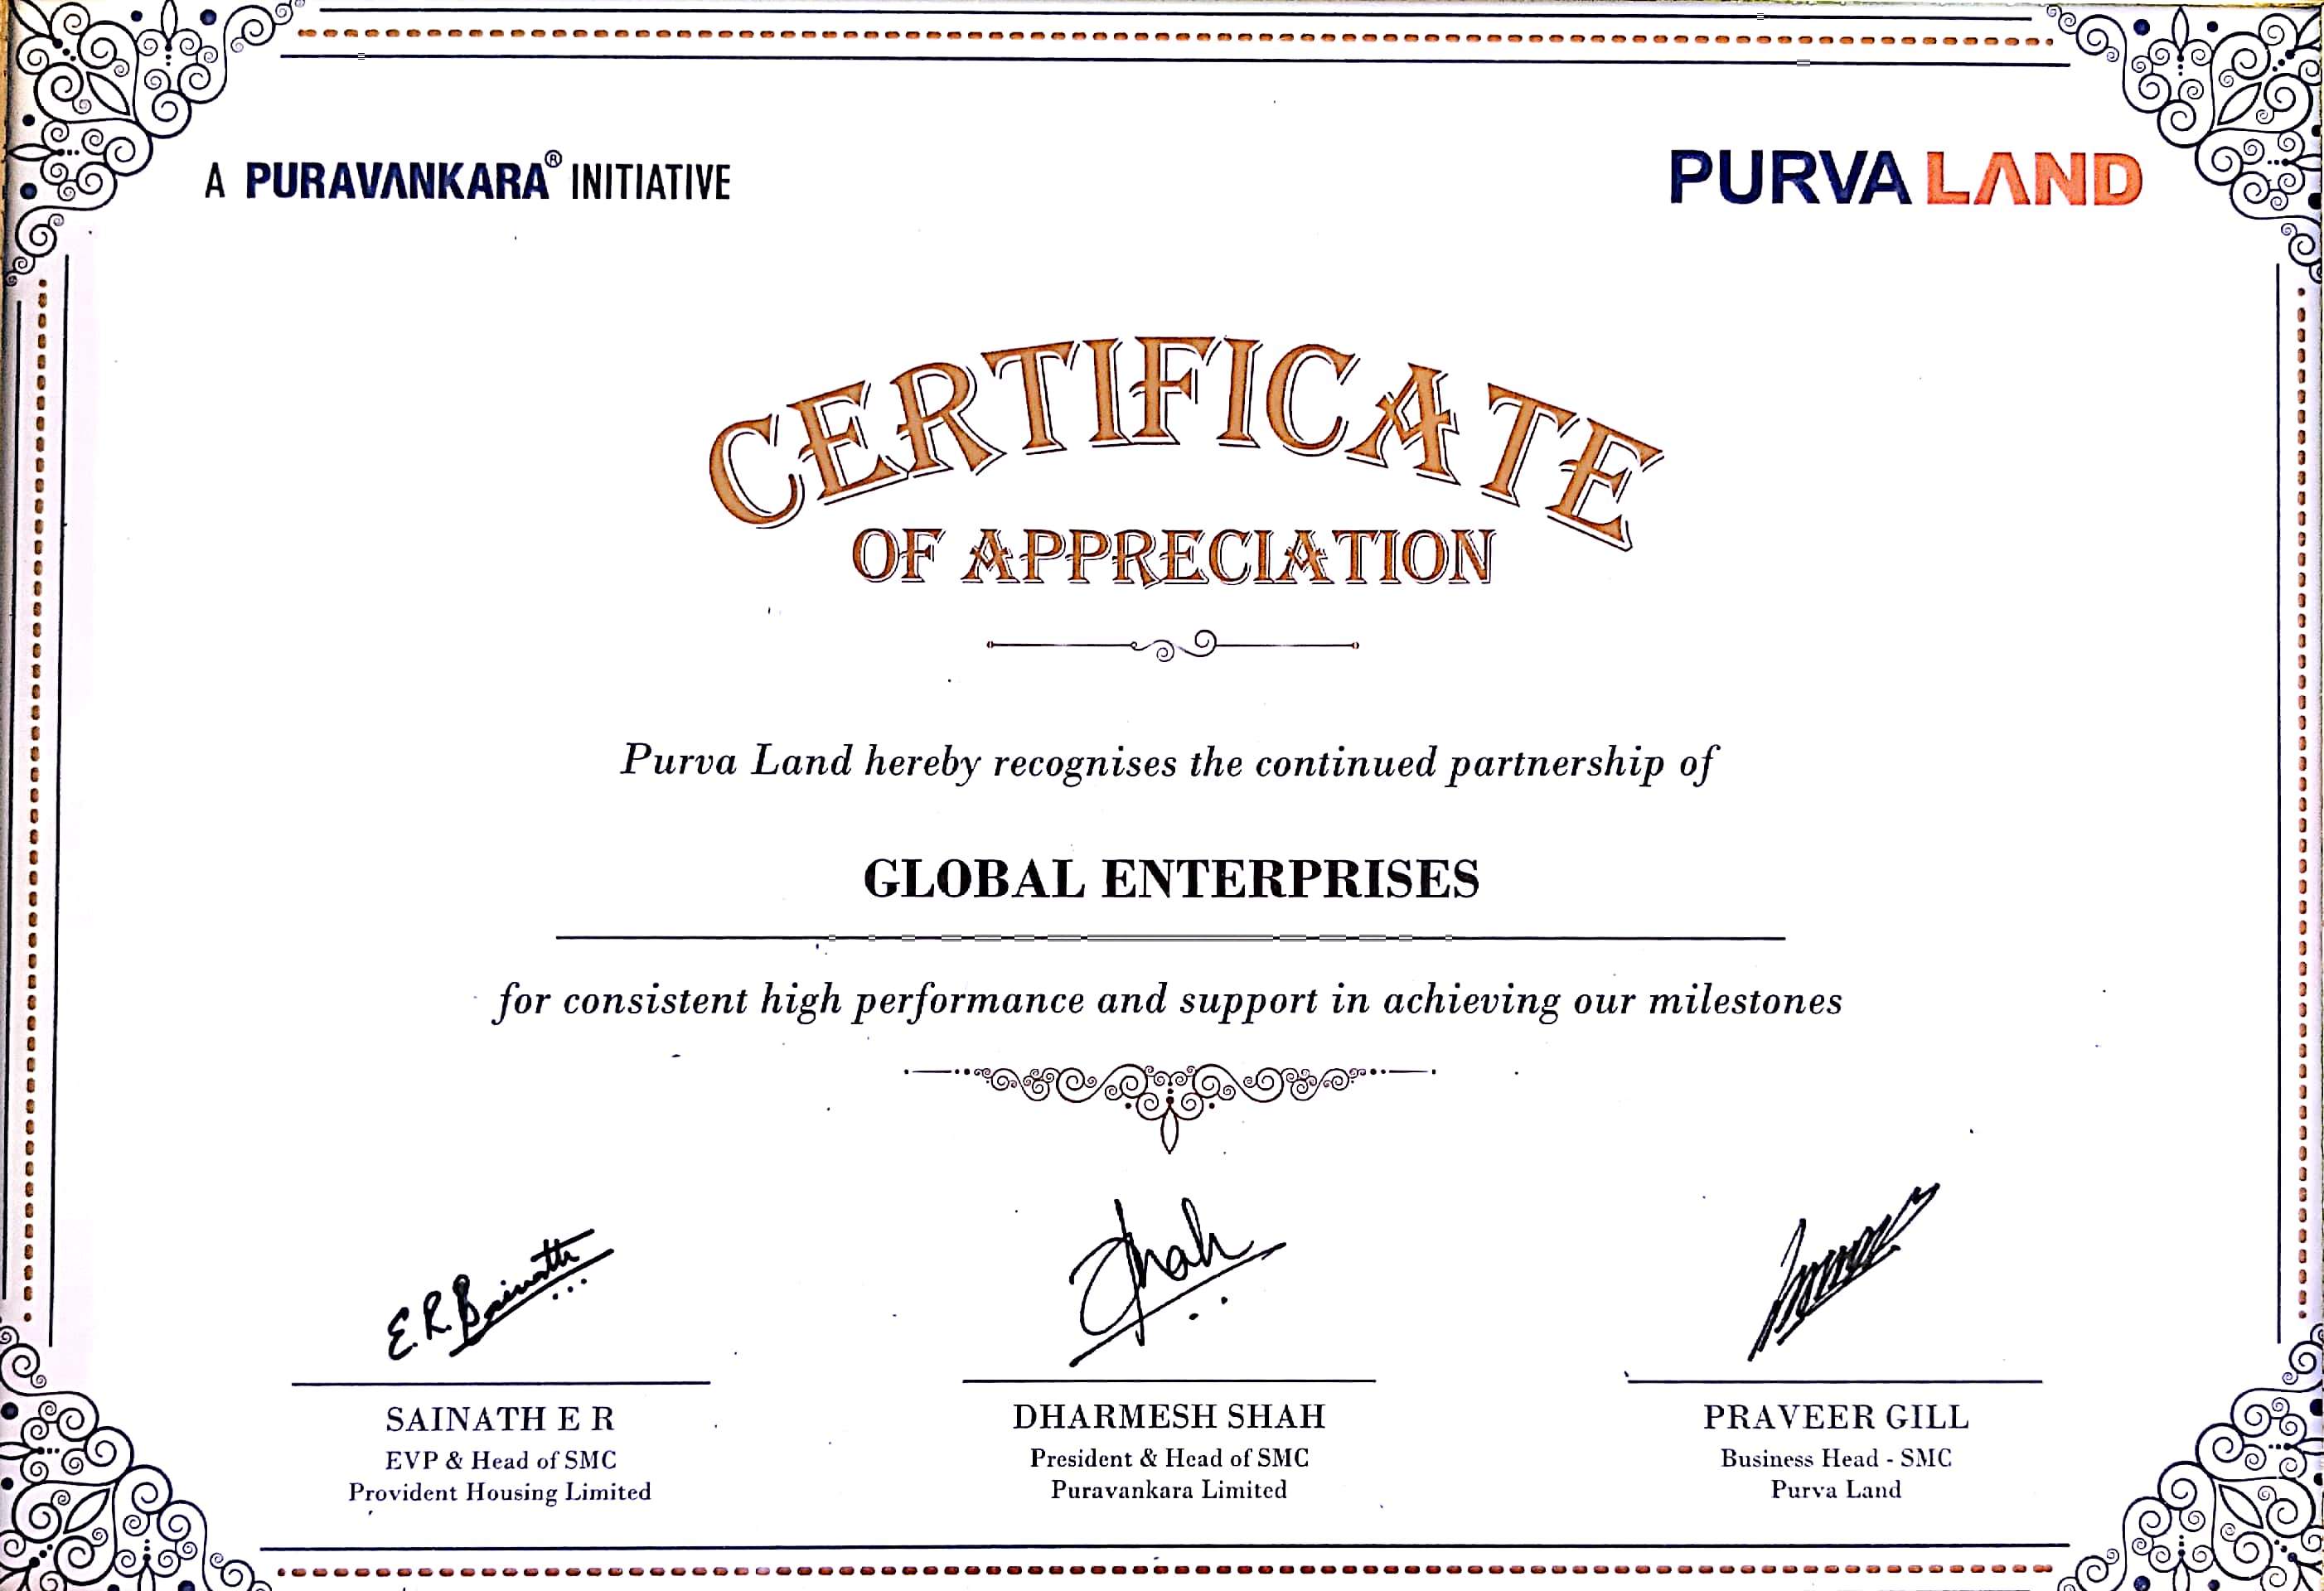 A PURAVANKARA® INITIATIVE
PURVA LAND
CERTIFICATE
OF APPRECIATION
Purva Land hereby recognises the continued partnership of
GLOBAL ENTERPRISES
for consistent high performance and support in achieving our milestones
E.R. Sainath
Shah
SAINATH E R
EVP & Head of SMC
Provident Housing Limited
DHARMESH SHAH
President & Head of SMC
Puravankara Limited
PRAVEER GILL
Business Head - SMC
Purva Land